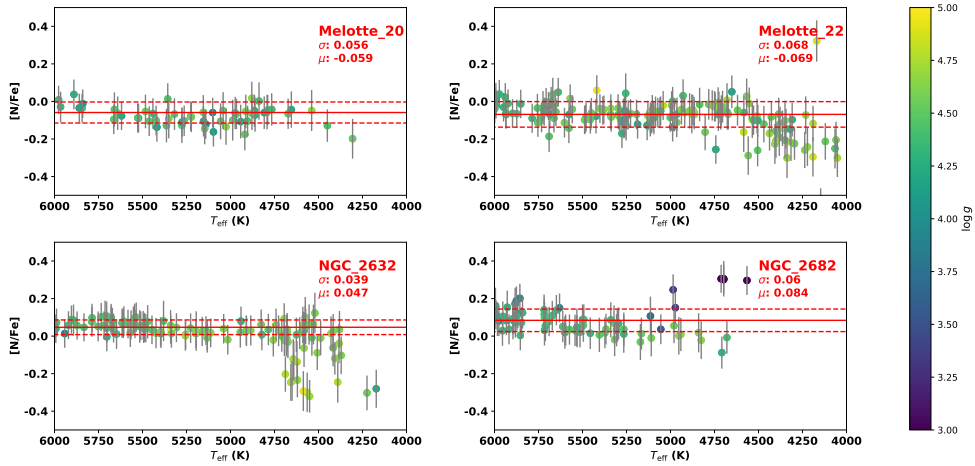 Melotte_20
σ: 0.056
μ: -0.059
[N/Fe]
0.4
0.2
0.0
-0.2
-0.4
6000 5750 5500 5250 5000 4750 4500 4250 4000
Teff (K)
Melotte_22
σ: 0.068
μ: -0.069
[N/Fe]
0.4
0.2
0.0
-0.2
-0.4
6000 5750 5500 5250 5000 4750 4500 4250 4000
Teff (K)
NGC_2632
σ: 0.039
μ: 0.047
[N/Fe]
0.4
0.2
0.0
-0.2
-0.4
6000 5750 5500 5250 5000 4750 4500 4250 4000
Teff (K)
NGC_2682
σ: 0.06
μ: 0.084
[N/Fe]
0.4
0.2
0.0
-0.2
-0.4
6000 5750 5500 5250 5000 4750 4500 4250 4000
Teff (K)
5.00
4.75
4.50
4.25
4.00
3.75
3.50
3.25
3.00
log g